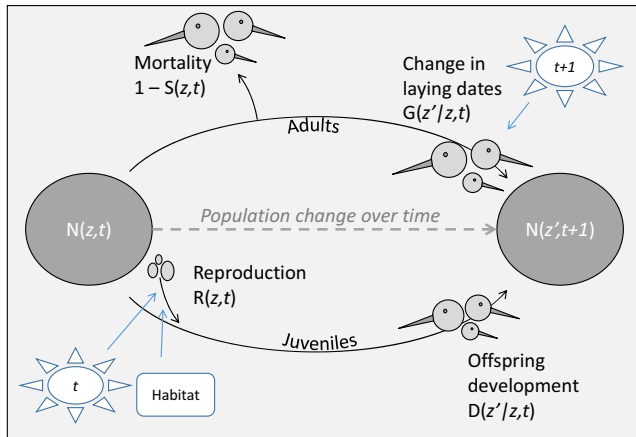 Mortality
1 – S(z,t)
Change in
laying dates
G(z'|z,t)
t+1
Adults
N(z,t)
Population change over time
N(z',t+1)
Reproduction
R(z,t)
Juveniles
t
Habitat
Offspring
development
D(z'|z,t)